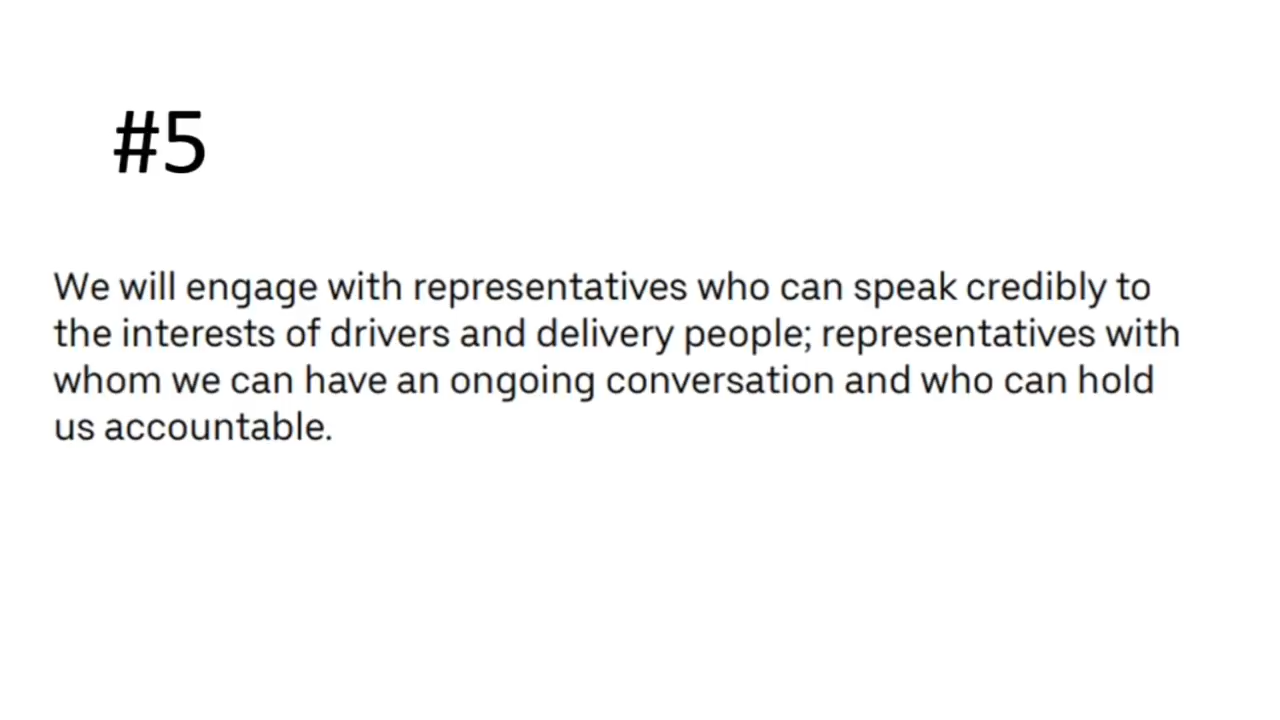 #5
We will engage with representatives who can speak credibly to
the interests of drivers and delivery people; representatives with
whom we can have an ongoing conversation and who can hold
us accountable.